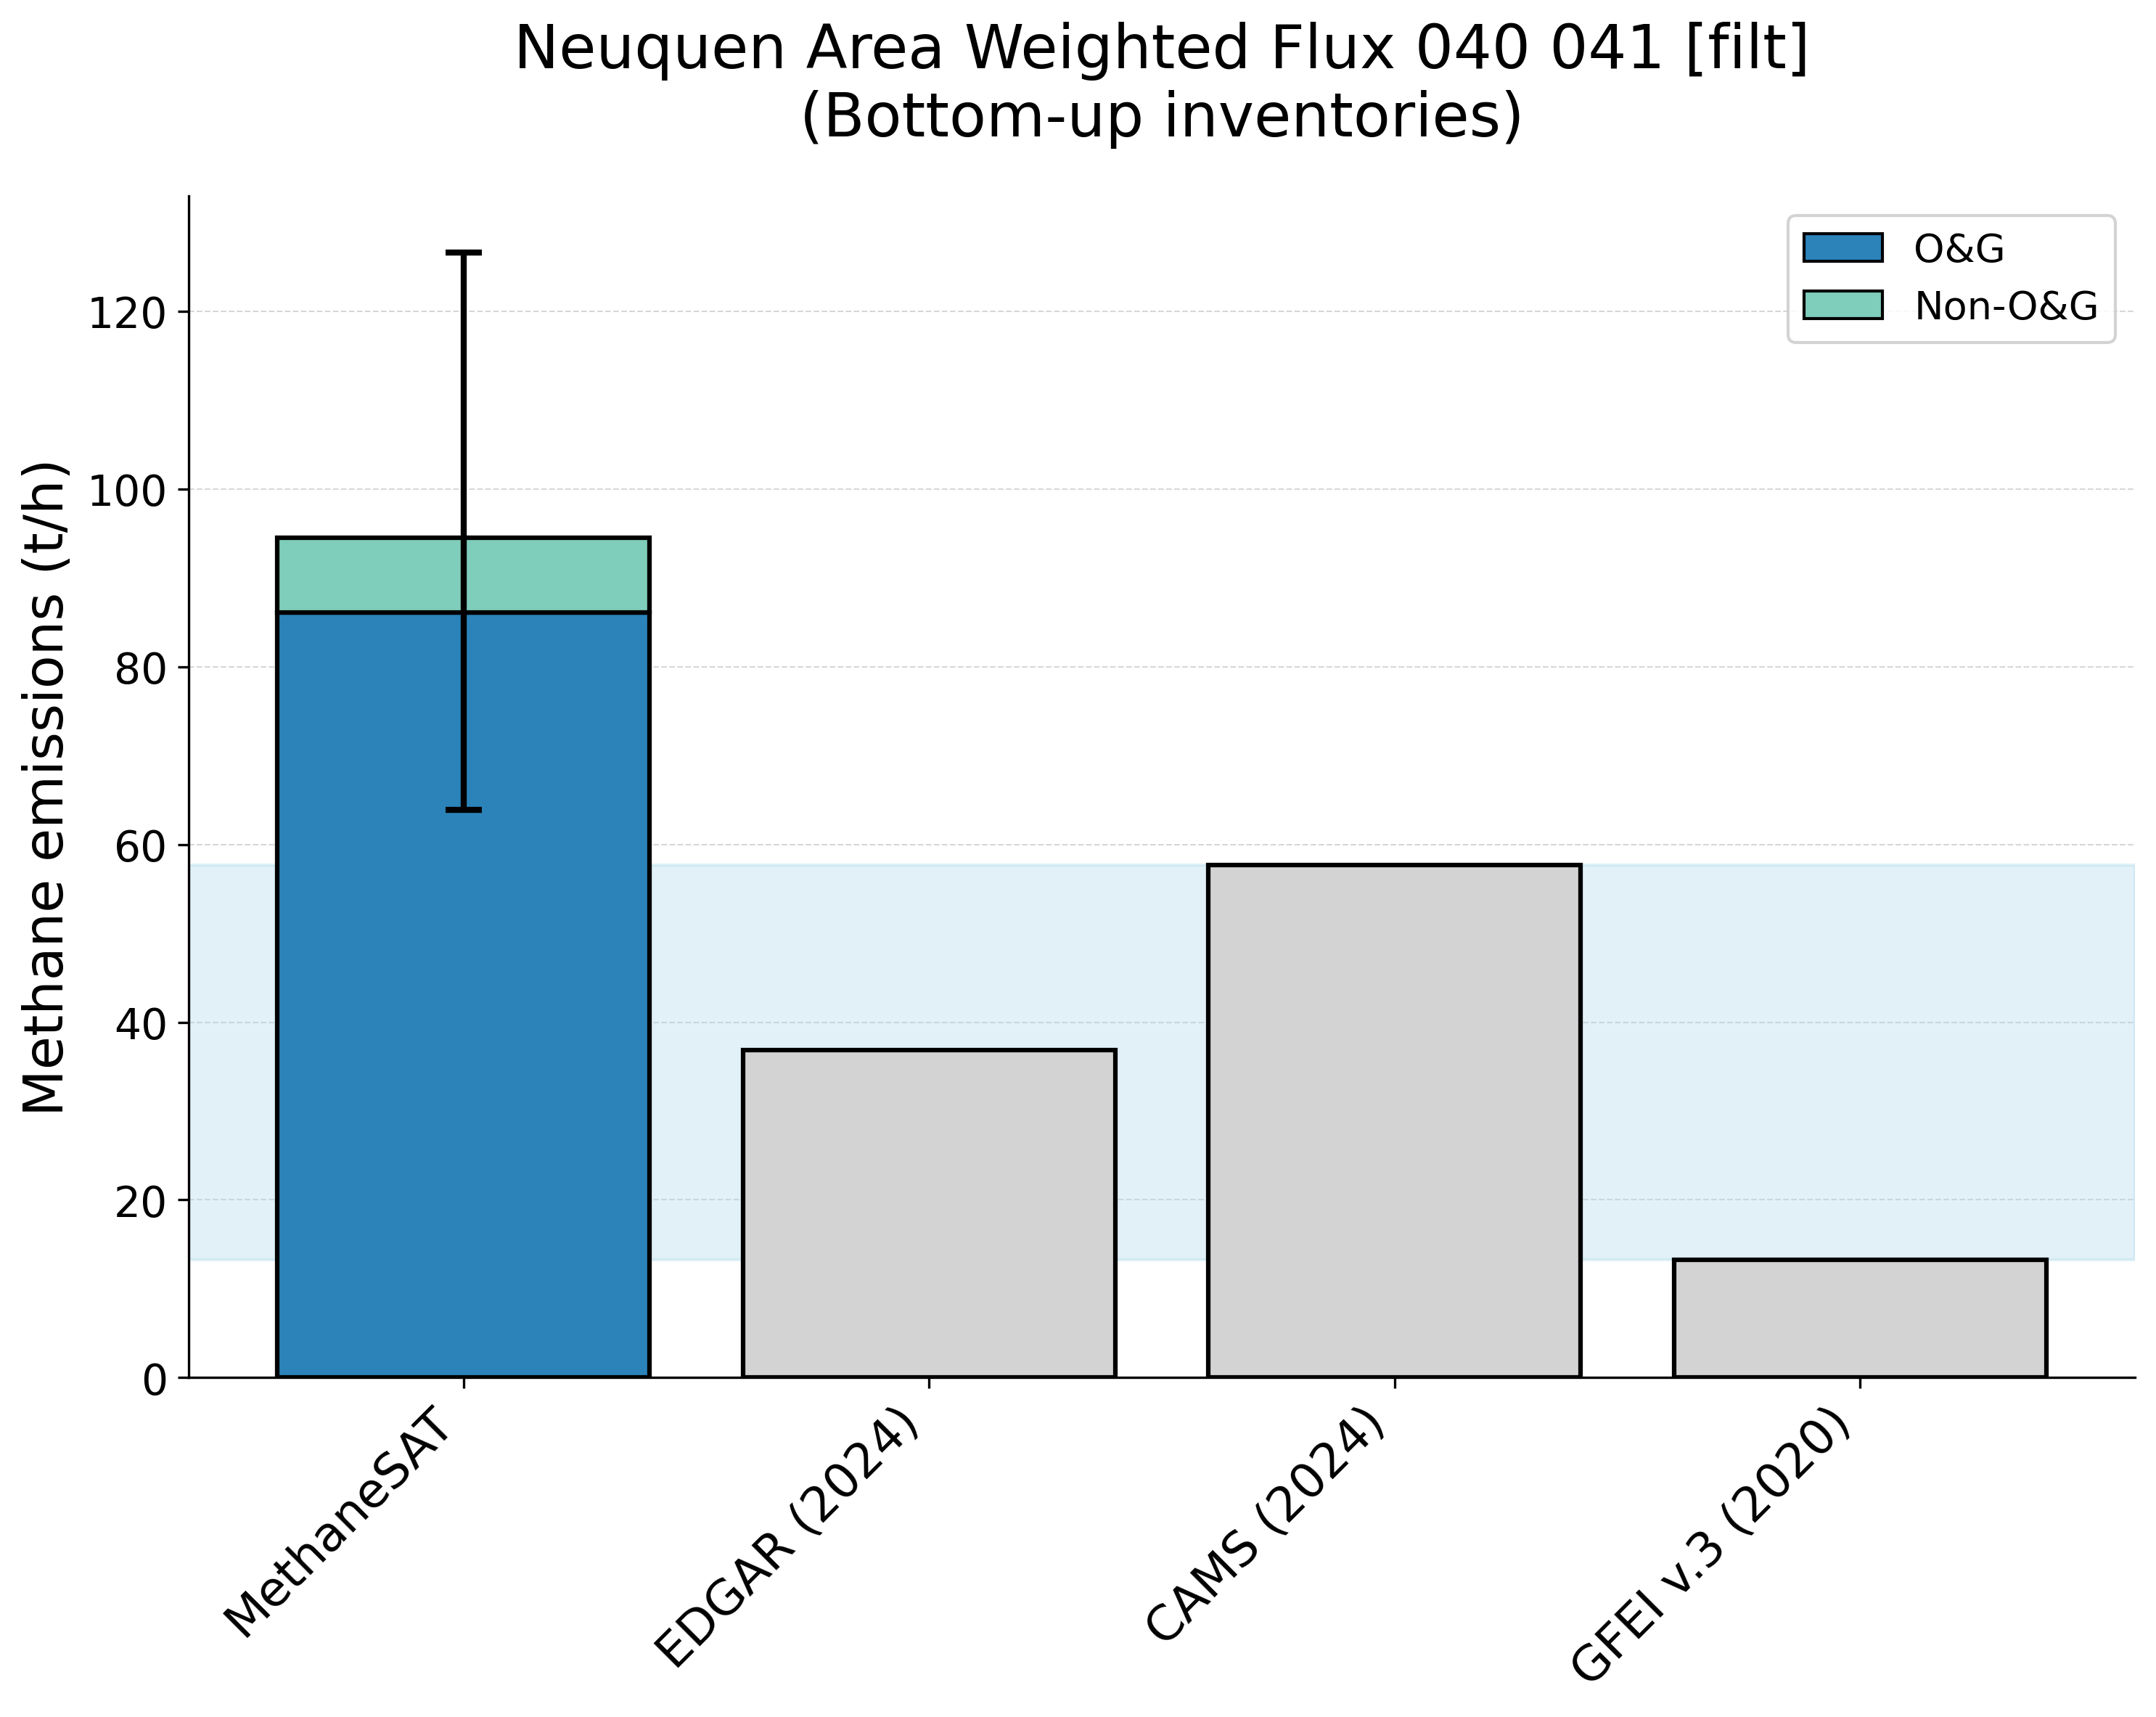 Neuquen Area Weighted Flux 040 041 [filt]
(Bottom-up inventories)
O&G
Non-O&G
Methane emissions (t/h)
120
100
80
60
40
20
0
MethaneSAT
EDGAR (2024)
CAMS (2024)
GFEI v.3 (2020)